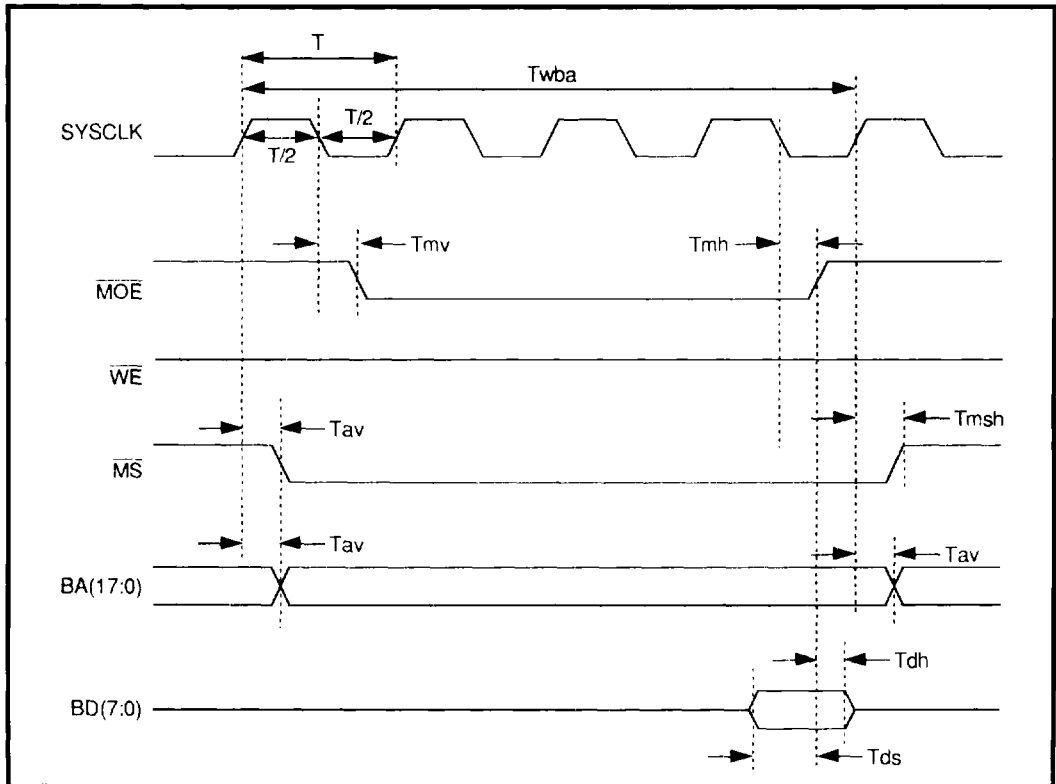 T
Twba
SYSCLK
T/2
T/2
Tmv
Tmh
MOE
WE
Tav
Tmsh
MS
Tav
Tav
BA(17:0)
Tdh
BD(7:0)
Tds